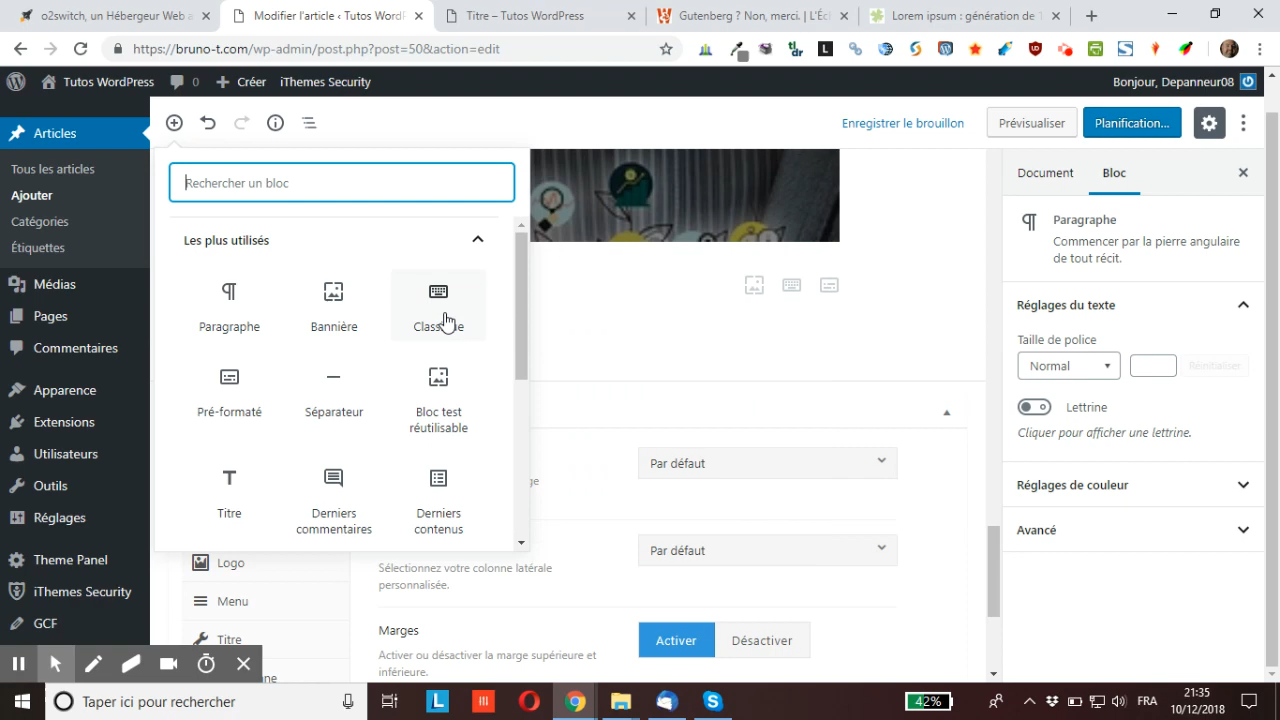 o2switch, un Hébergeur Web a
Modifier l'article ‹ Tutos WordP
Titre – Tutos WordPress
Gutenberg ? Non, merci. | L'Éc
Lorem ipsum : génération de
https://bruno-t.com/wp-admin/post.php?post=50&action=edit
Tutos WordPress
0
Créer
iThemes Security
Bonjour, Depanneur08
Articles
Tous les articles
Ajouter
Catégories
Étiquettes
Médias
Pages
Commentaires
Apparence
Extensions
Utilisateurs
Outils
Réglages
Theme Panel
iThemes Security
GCF
Enregistrer le brouillon
Prévisualiser
Planification...
Rechercher un bloc
Les plus utilisés
Paragraphe
Bannière
Pré-formaté
Séparateur
Bloc test
réutilisable
Titre
Derniers
commentaires
Derniers
contenus
Logo
Menu
Titre
Par défaut
Par défaut
Sélectionnez votre colonne latérale
personnalisée.
Marges
Activer ou désactiver la marge supérieure et
inférieure.
Activer
Désactiver
Document
Bloc
Paragraphe
Commencer par la pierre angulaire
de tout récit.
Réglages du texte
Taille de police
Normal
Réinitialiser
Lettrine
Cliquer pour afficher une lettrine.
Réglages de couleur
Avancé
Taper ici pour rechercher
42%
FRA
21:35
10/12/2018